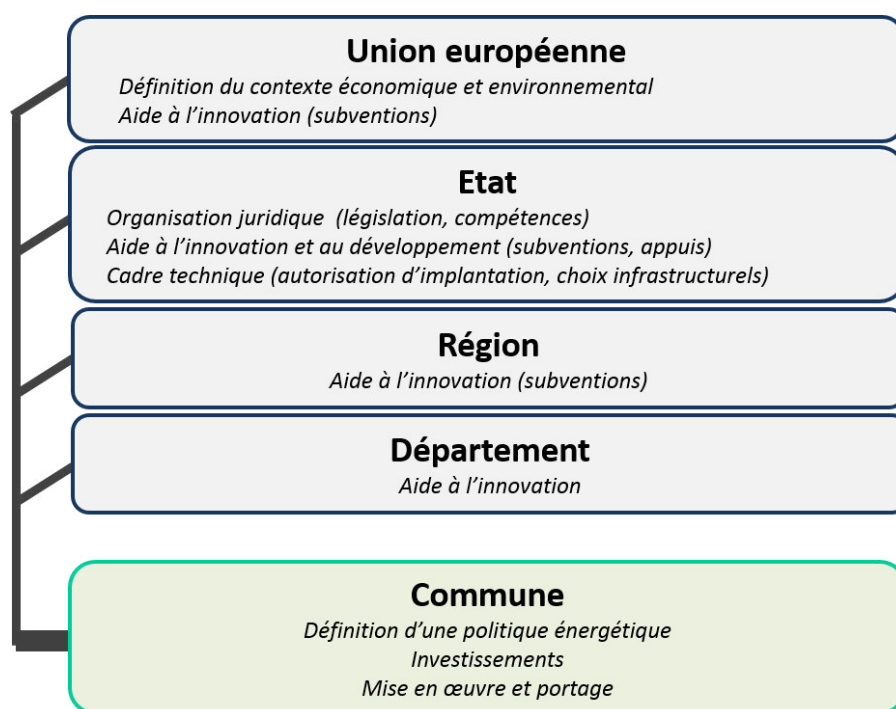 Union européenne
Définition du contexte économique et environnemental
Aide à l’innovation (subventions)
Etat
Organisation juridique (législation, compétences)
Aide à l’innovation et au développement (subventions, appuis)
Cadre technique (autorisation d’implantation, choix infrastructurels)
Région
Aide à l’innovation (subventions)
Département
Aide à l’innovation
Commune
Définition d’une politique énergétique
Investissements
Mise en œuvre et portage